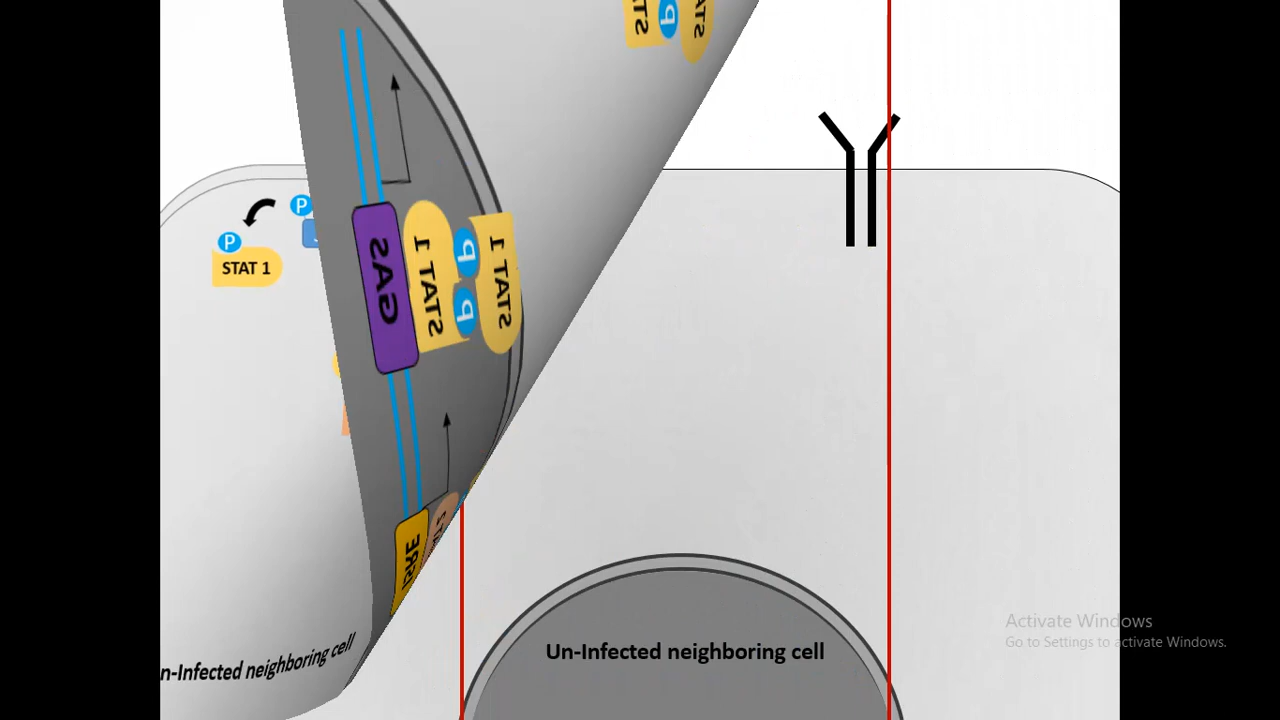 P
P
STAT 1
GAS
STAT 1
P
P
STAT 1
ISRE
P
n-Infected neighboring cell
Un-Infected neighboring cell
Activate Windows
Go to Settings to activate Windows.